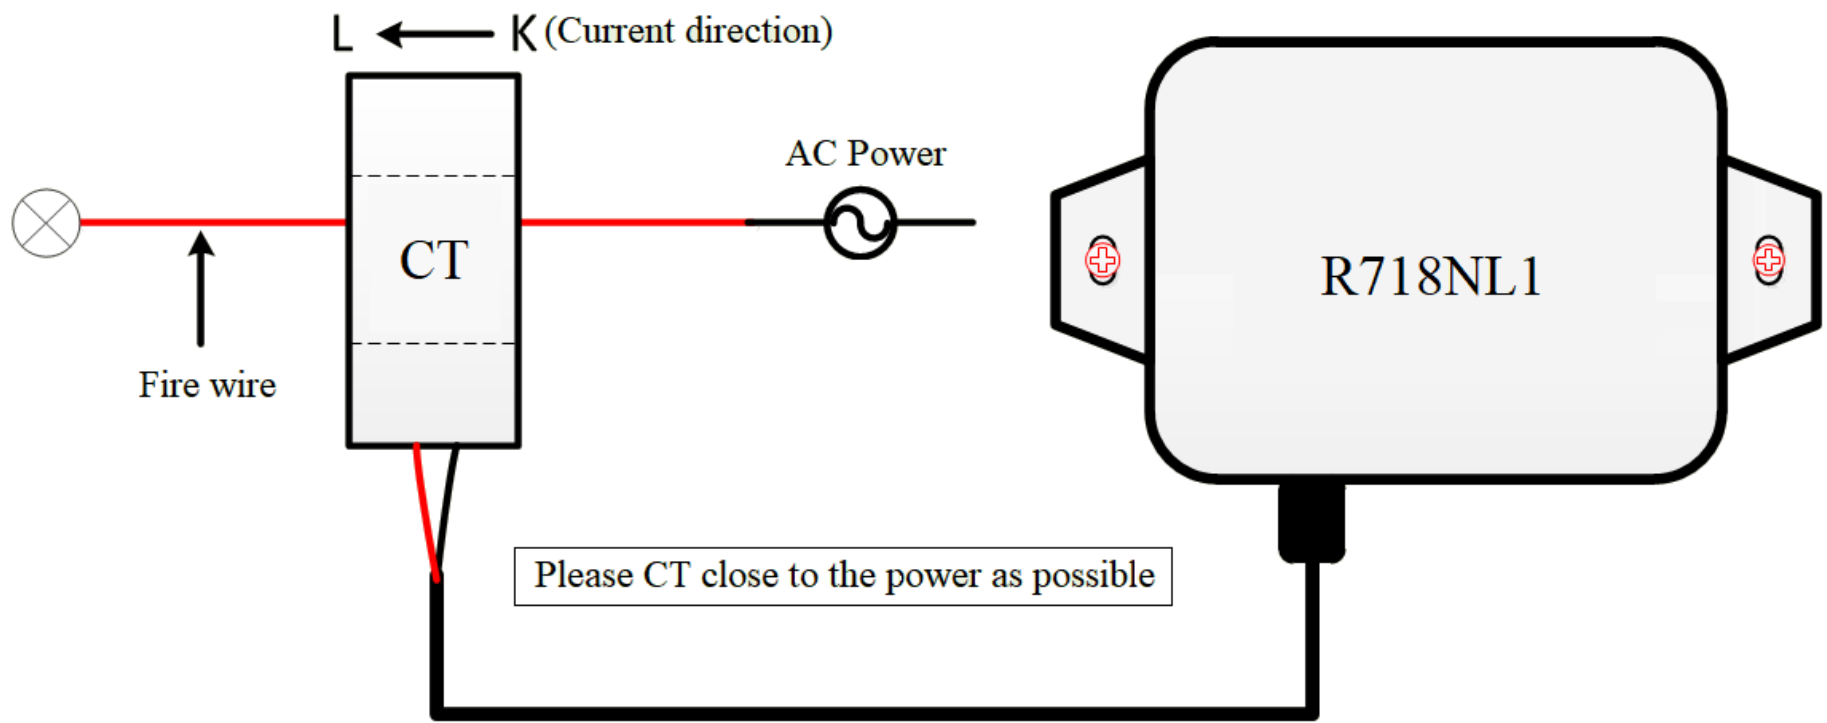 L K (Current direction)
AC Power
CT
R718NL1
Fire wire
Please CT close to the power as possible